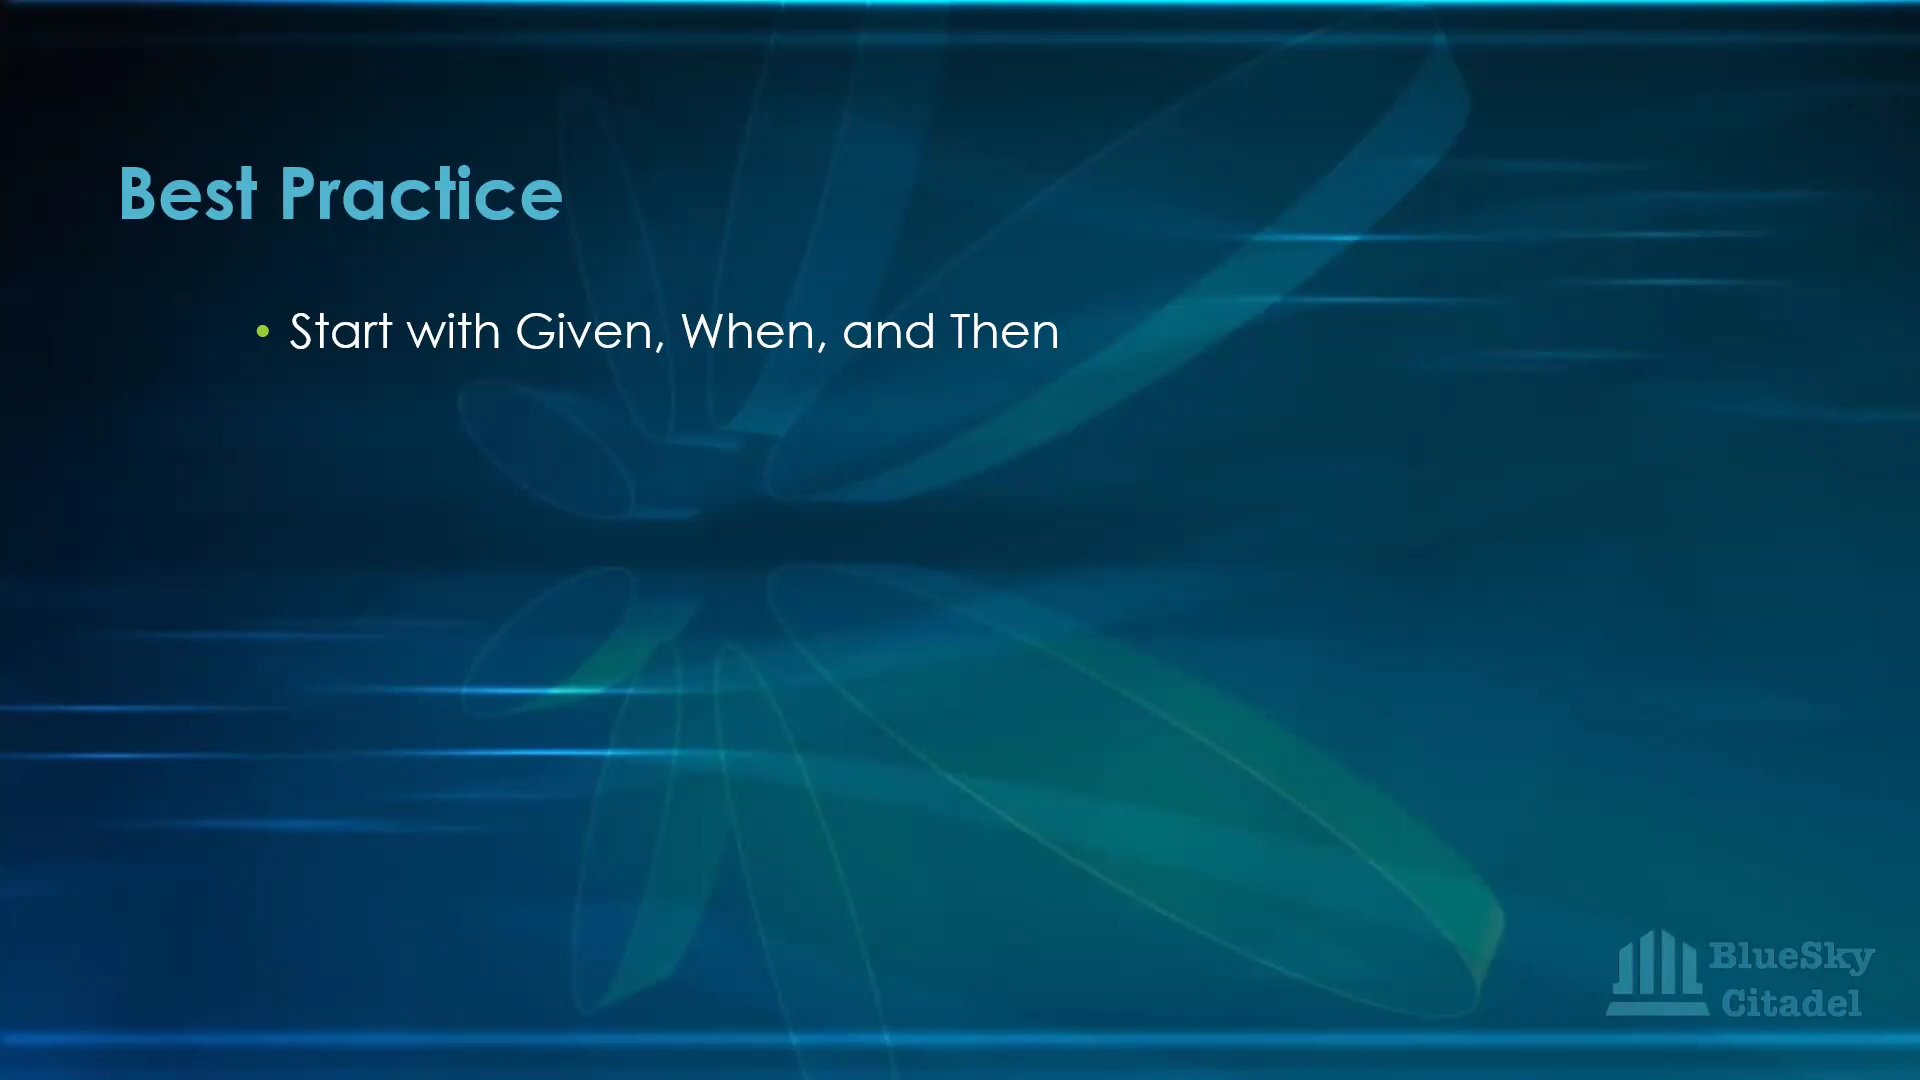 Best Practice
• Start with Given, When, and Then
BlueSky
Citadel